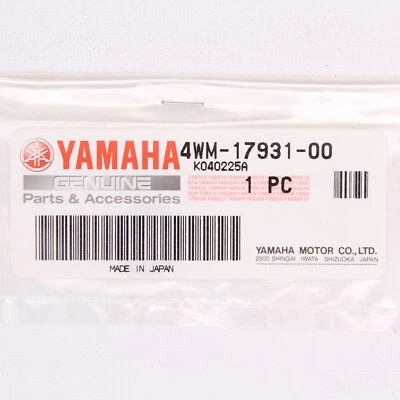 YAMAHA 4WM-17931-00
K040225A
GENUINE
Parts & Accessories
1 PC
YAMAHA MOTOR CO.,LTD.
2500 SHINGAI IWATA SHIZUOKA JAPAN
MADE IN JAPAN